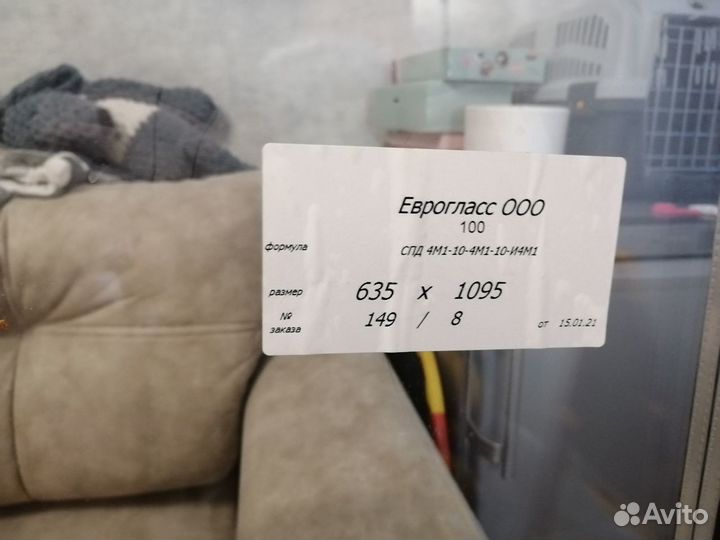 Еврогласс ООО
100
формула СПД 4М1-10-4М1-10-И4М1
размер 635 х 1095
№ заказа 149 / 8 от 15.01.21
Avito